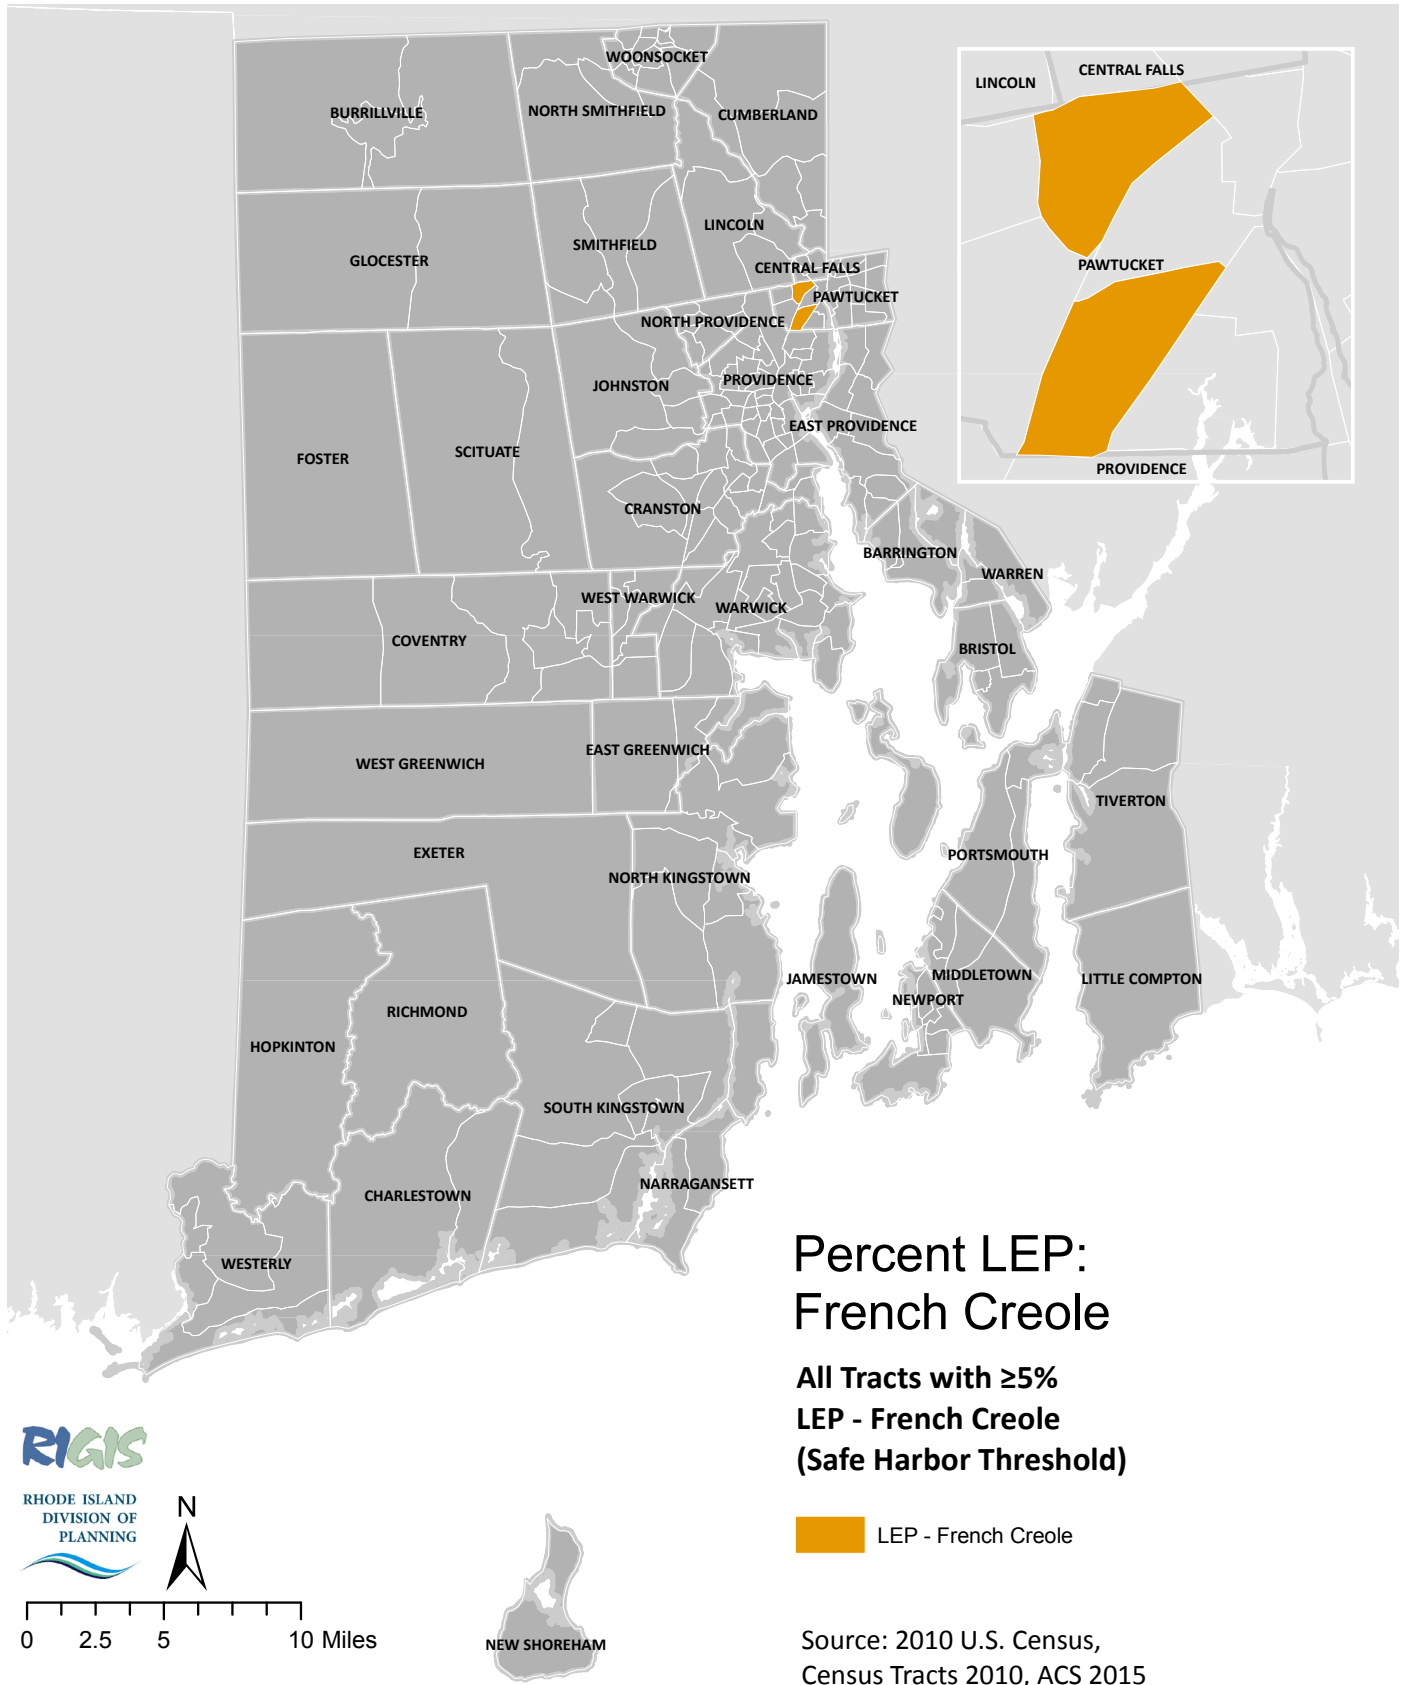 WOONSOCKET
BURRILLVILLE
NORTH SMITHFIELD
CUMBERLAND
LINCOLN
CENTRAL FALLS
PAWTUCKET
PROVIDENCE
GLOCESTER
SMITHFIELD
LINCOLN
CENTRAL FALLS
PAWTUCKET
NORTH PROVIDENCE
JOHNSTON
PROVIDENCE
EAST PROVIDENCE
FOSTER
SCITUATE
CRANSTON
BARRINGTON
WARREN
WEST WARWICK
WARWICK
COVENTRY
BRISTOL
WEST GREENWICH
EAST GREENWICH
TIVERTON
EXETER
PORTSMOUTH
NORTH KINGSTOWN
JAMESTOWN
MIDDLETOWN
NEWPORT
LITTLE COMPTON
RICHMOND
HOPKINTON
SOUTH KINGSTOWN
CHARLESTOWN
NARRAGANSETT
WESTERLY
Percent LEP:
French Creole
All Tracts with ≥5%
LEP - French Creole
(Safe Harbor Threshold)
LEP - French Creole
RIGIS
RHODE ISLAND
DIVISION OF
PLANNING
N
0 2.5 5 10 Miles
NEW SHOREHAM
Source: 2010 U.S. Census,
Census Tracts 2010, ACS 2015